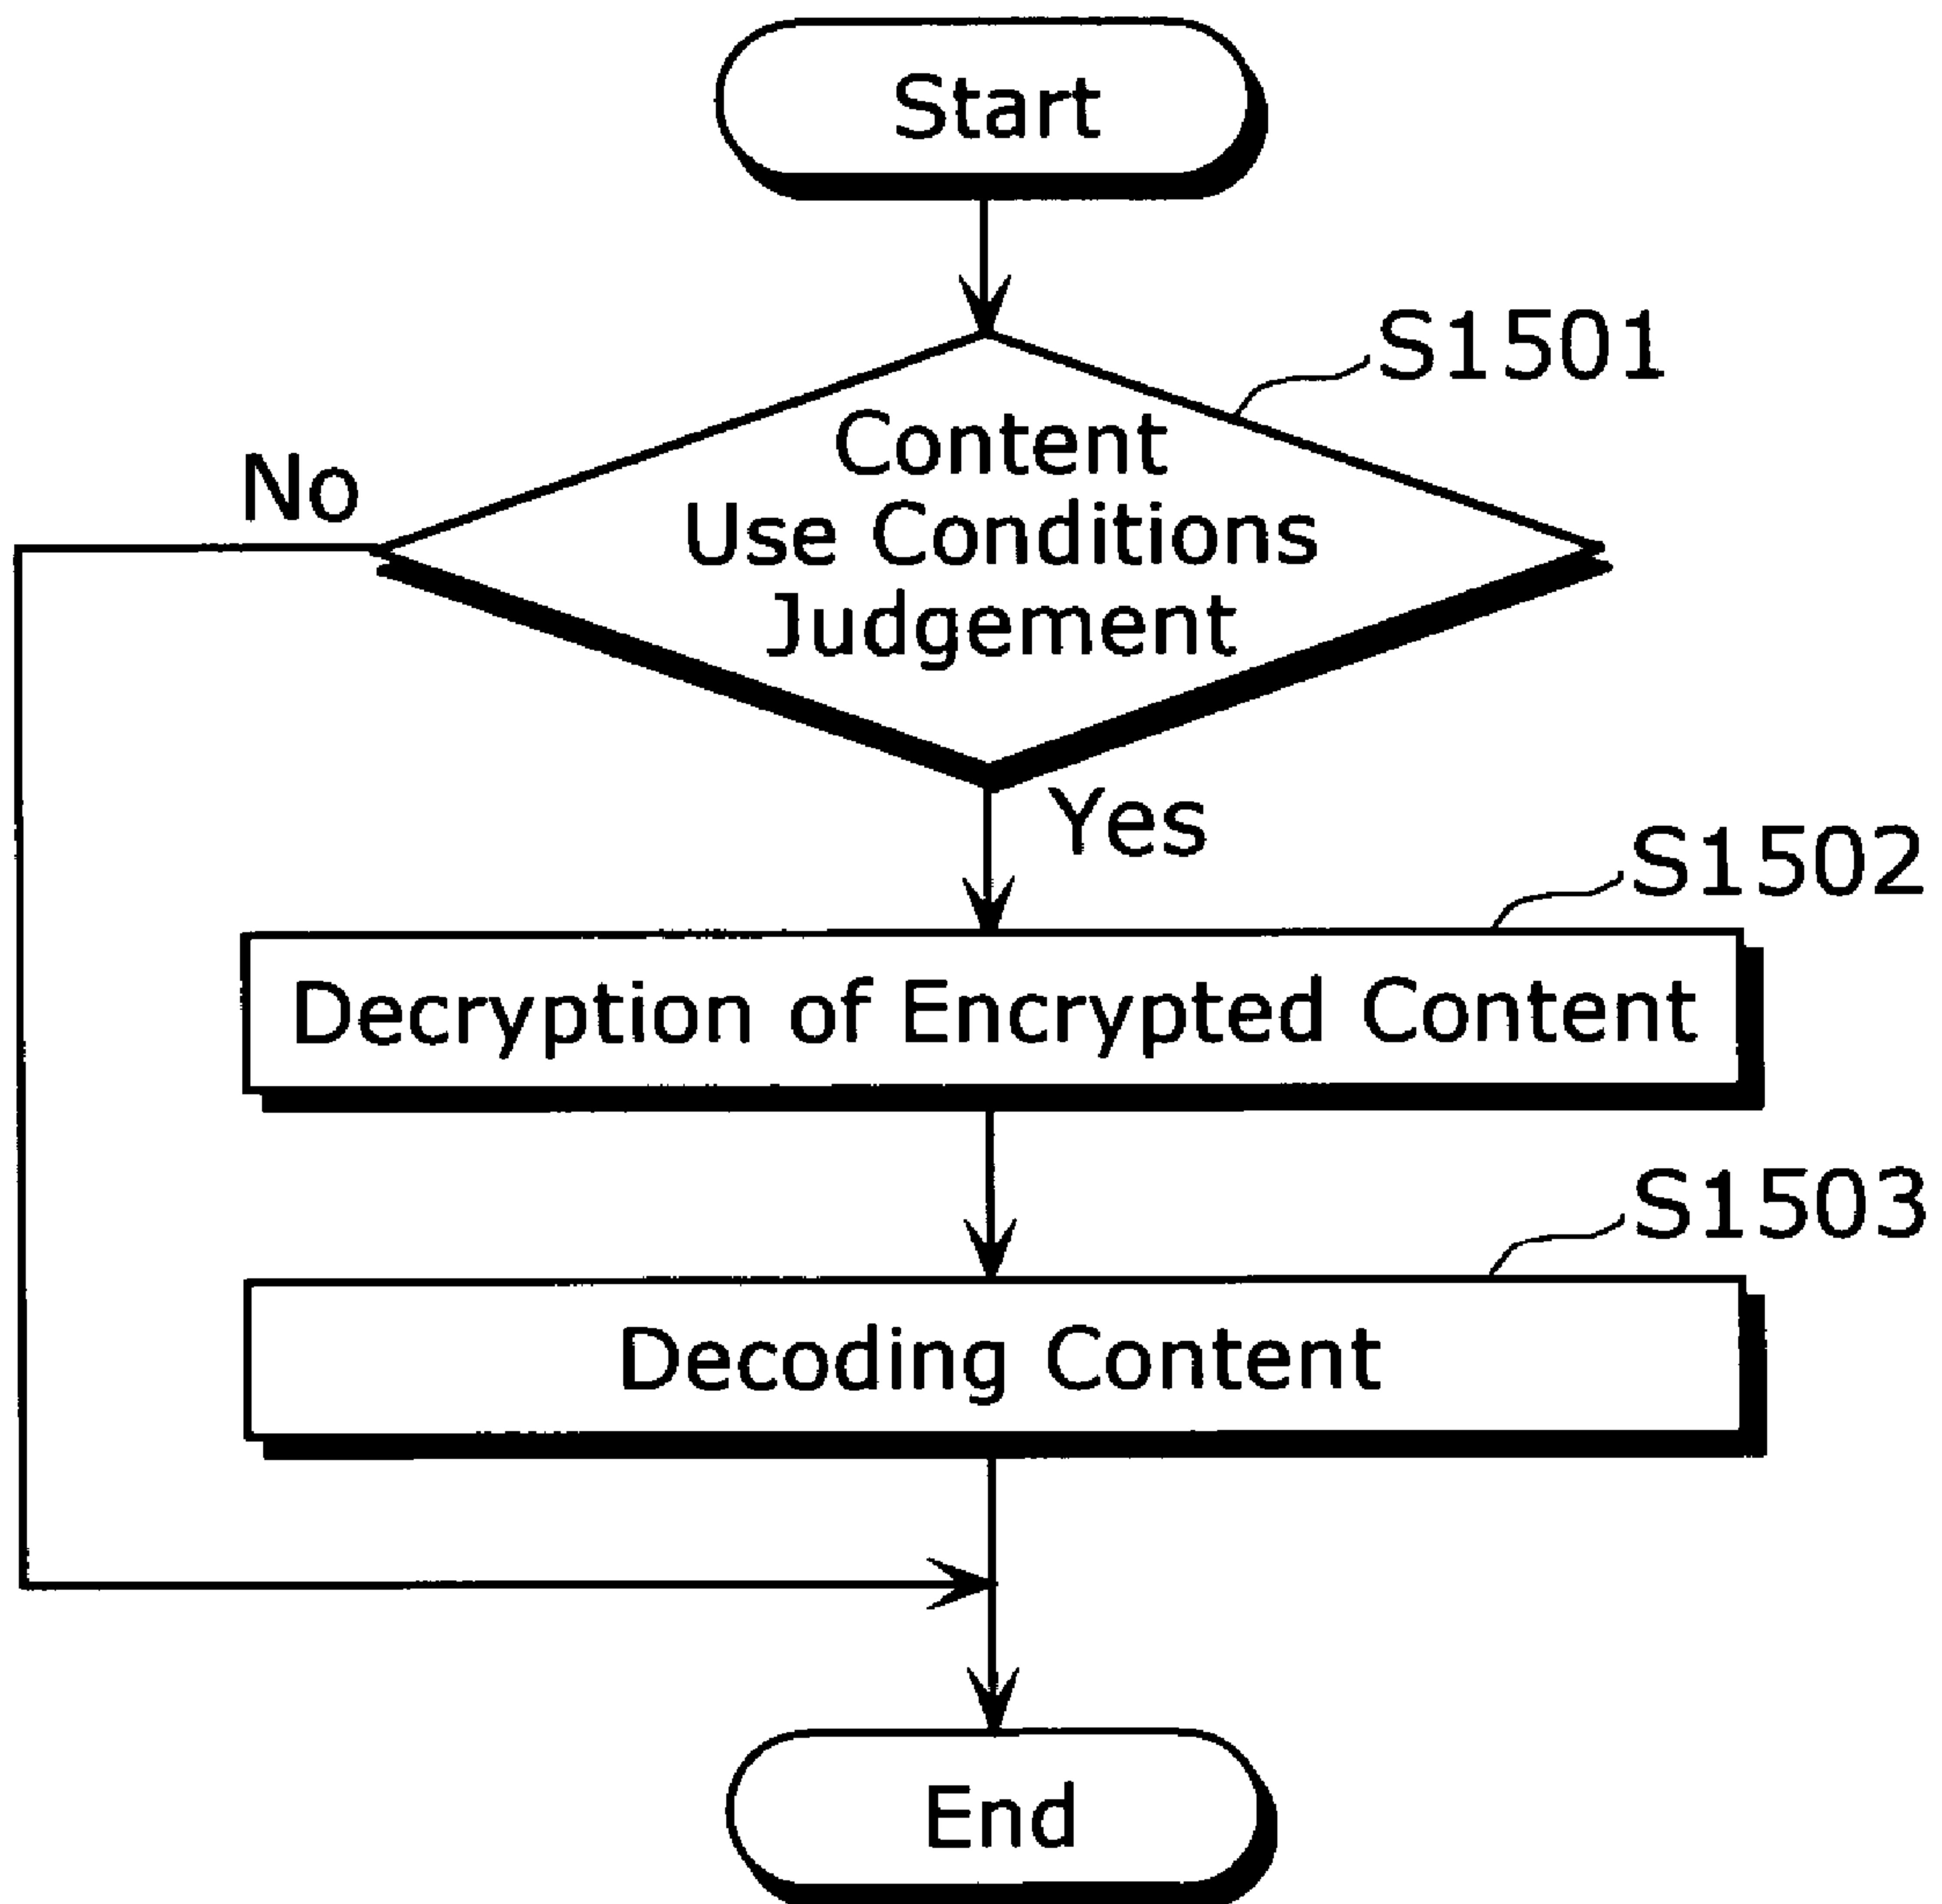 Start
S1501
Content
Use Conditions
Judgement
No
Yes
S1502
Decryption of Encrypted Content
S1503
Decoding Content
End